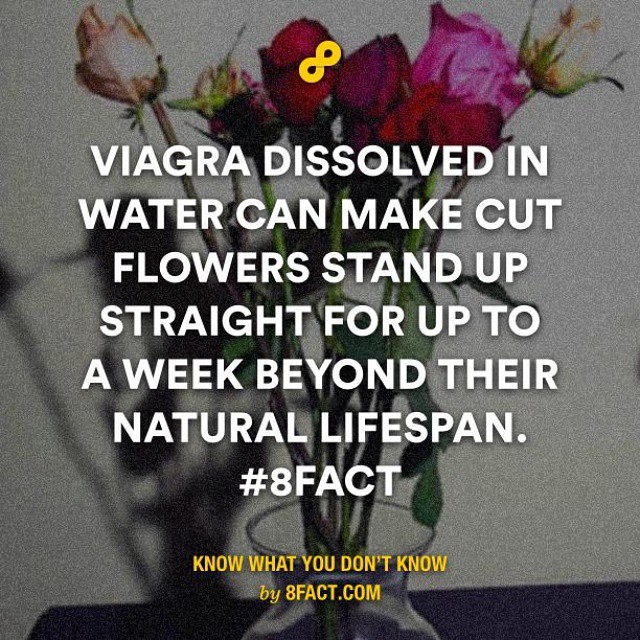 VIAGRA DISSOLVED IN
WATER CAN MAKE CUT
FLOWERS STAND UP
STRAIGHT FOR UP TO
A WEEK BEYOND THEIR
NATURAL LIFESPAN.
#8FACT
KNOW WHAT YOU DON'T KNOW
by 8FACT.COM